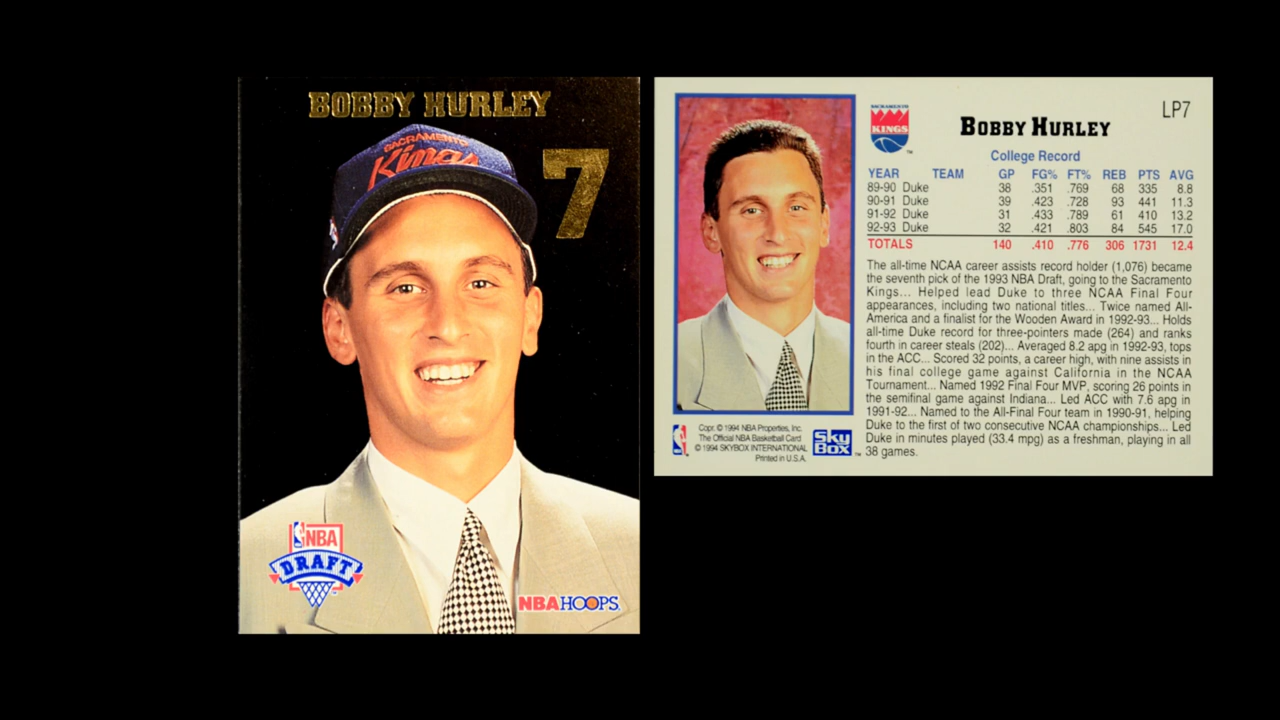 BOBBY HURLEY
7
SACRAMENTO
Kings
NBA
DRAFT
NBA HOOPS
SACRAMENTO
KINGS
TM
LP7
BOBBY HURLEY
College Record
YEAR TEAM GP FG% FT% REB PTS AVG
89-90 Duke 38 .351 .769 68 335 8.8
90-91 Duke 39 .423 .728 93 441 11.3
91-92 Duke 31 .433 .789 61 410 13.2
92-93 Duke 32 .421 .803 84 545 17.0
TOTALS 140 .410 .776 306 1731 12.4
The all-time NCAA career assists record holder (1,076) became
the seventh pick of the 1993 NBA Draft, going to the Sacramento
Kings... Helped lead Duke to three NCAA Final Four
appearances, including two national titles... Twice named All-
America and a finalist for the Wooden Award in 1992-93... Holds
all-time Duke record for three-pointers made (264) and ranks
fourth in career steals (202)... Averaged 8.2 apg in 1992-93, tops
in the ACC... Scored 32 points, a career high, with nine assists in
his final college game against California in the NCAA
Tournament... Named 1992 Final Four MVP, scoring 26 points in
the semifinal game against Indiana... Led ACC with 7.6 apg in
1991-92... Named to the All-Final Four team in 1990-91, helping
Duke to the first of two consecutive NCAA championships... Led
Duke in minutes played (33.4 mpg) as a freshman, playing in all
38 games.
Copr. © 1994 NBA Properties, Inc.
The Official NBA Basketball Card
© 1994 SKYBOX INTERNATIONAL
Printed in U.S.A.
SkyBox TM